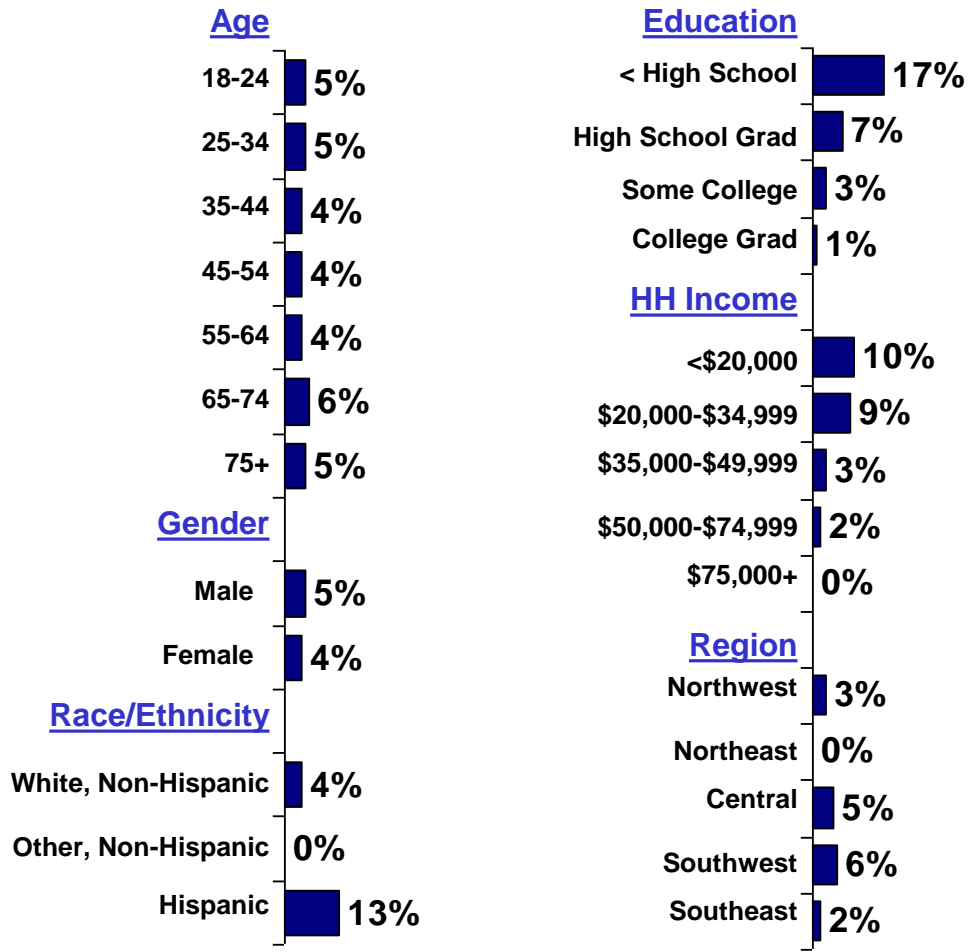 Age
18-24 5%
25-34 5%
35-44 4%
45-54 4%
55-64 4%
65-74 6%
75+ 5%
Gender
Male 5%
Female 4%
Race/Ethnicity
White, Non-Hispanic 4%
Other, Non-Hispanic 0%
Hispanic 13%
Education
< High School 17%
High School Grad 7%
Some College 3%
College Grad 1%
HH Income
<$20,000 10%
$20,000-$34,999 9%
$35,000-$49,999 3%
$50,000-$74,999 2%
$75,000+ 0%
Region
Northwest 3%
Northeast 0%
Central 5%
Southwest 6%
Southeast 2%